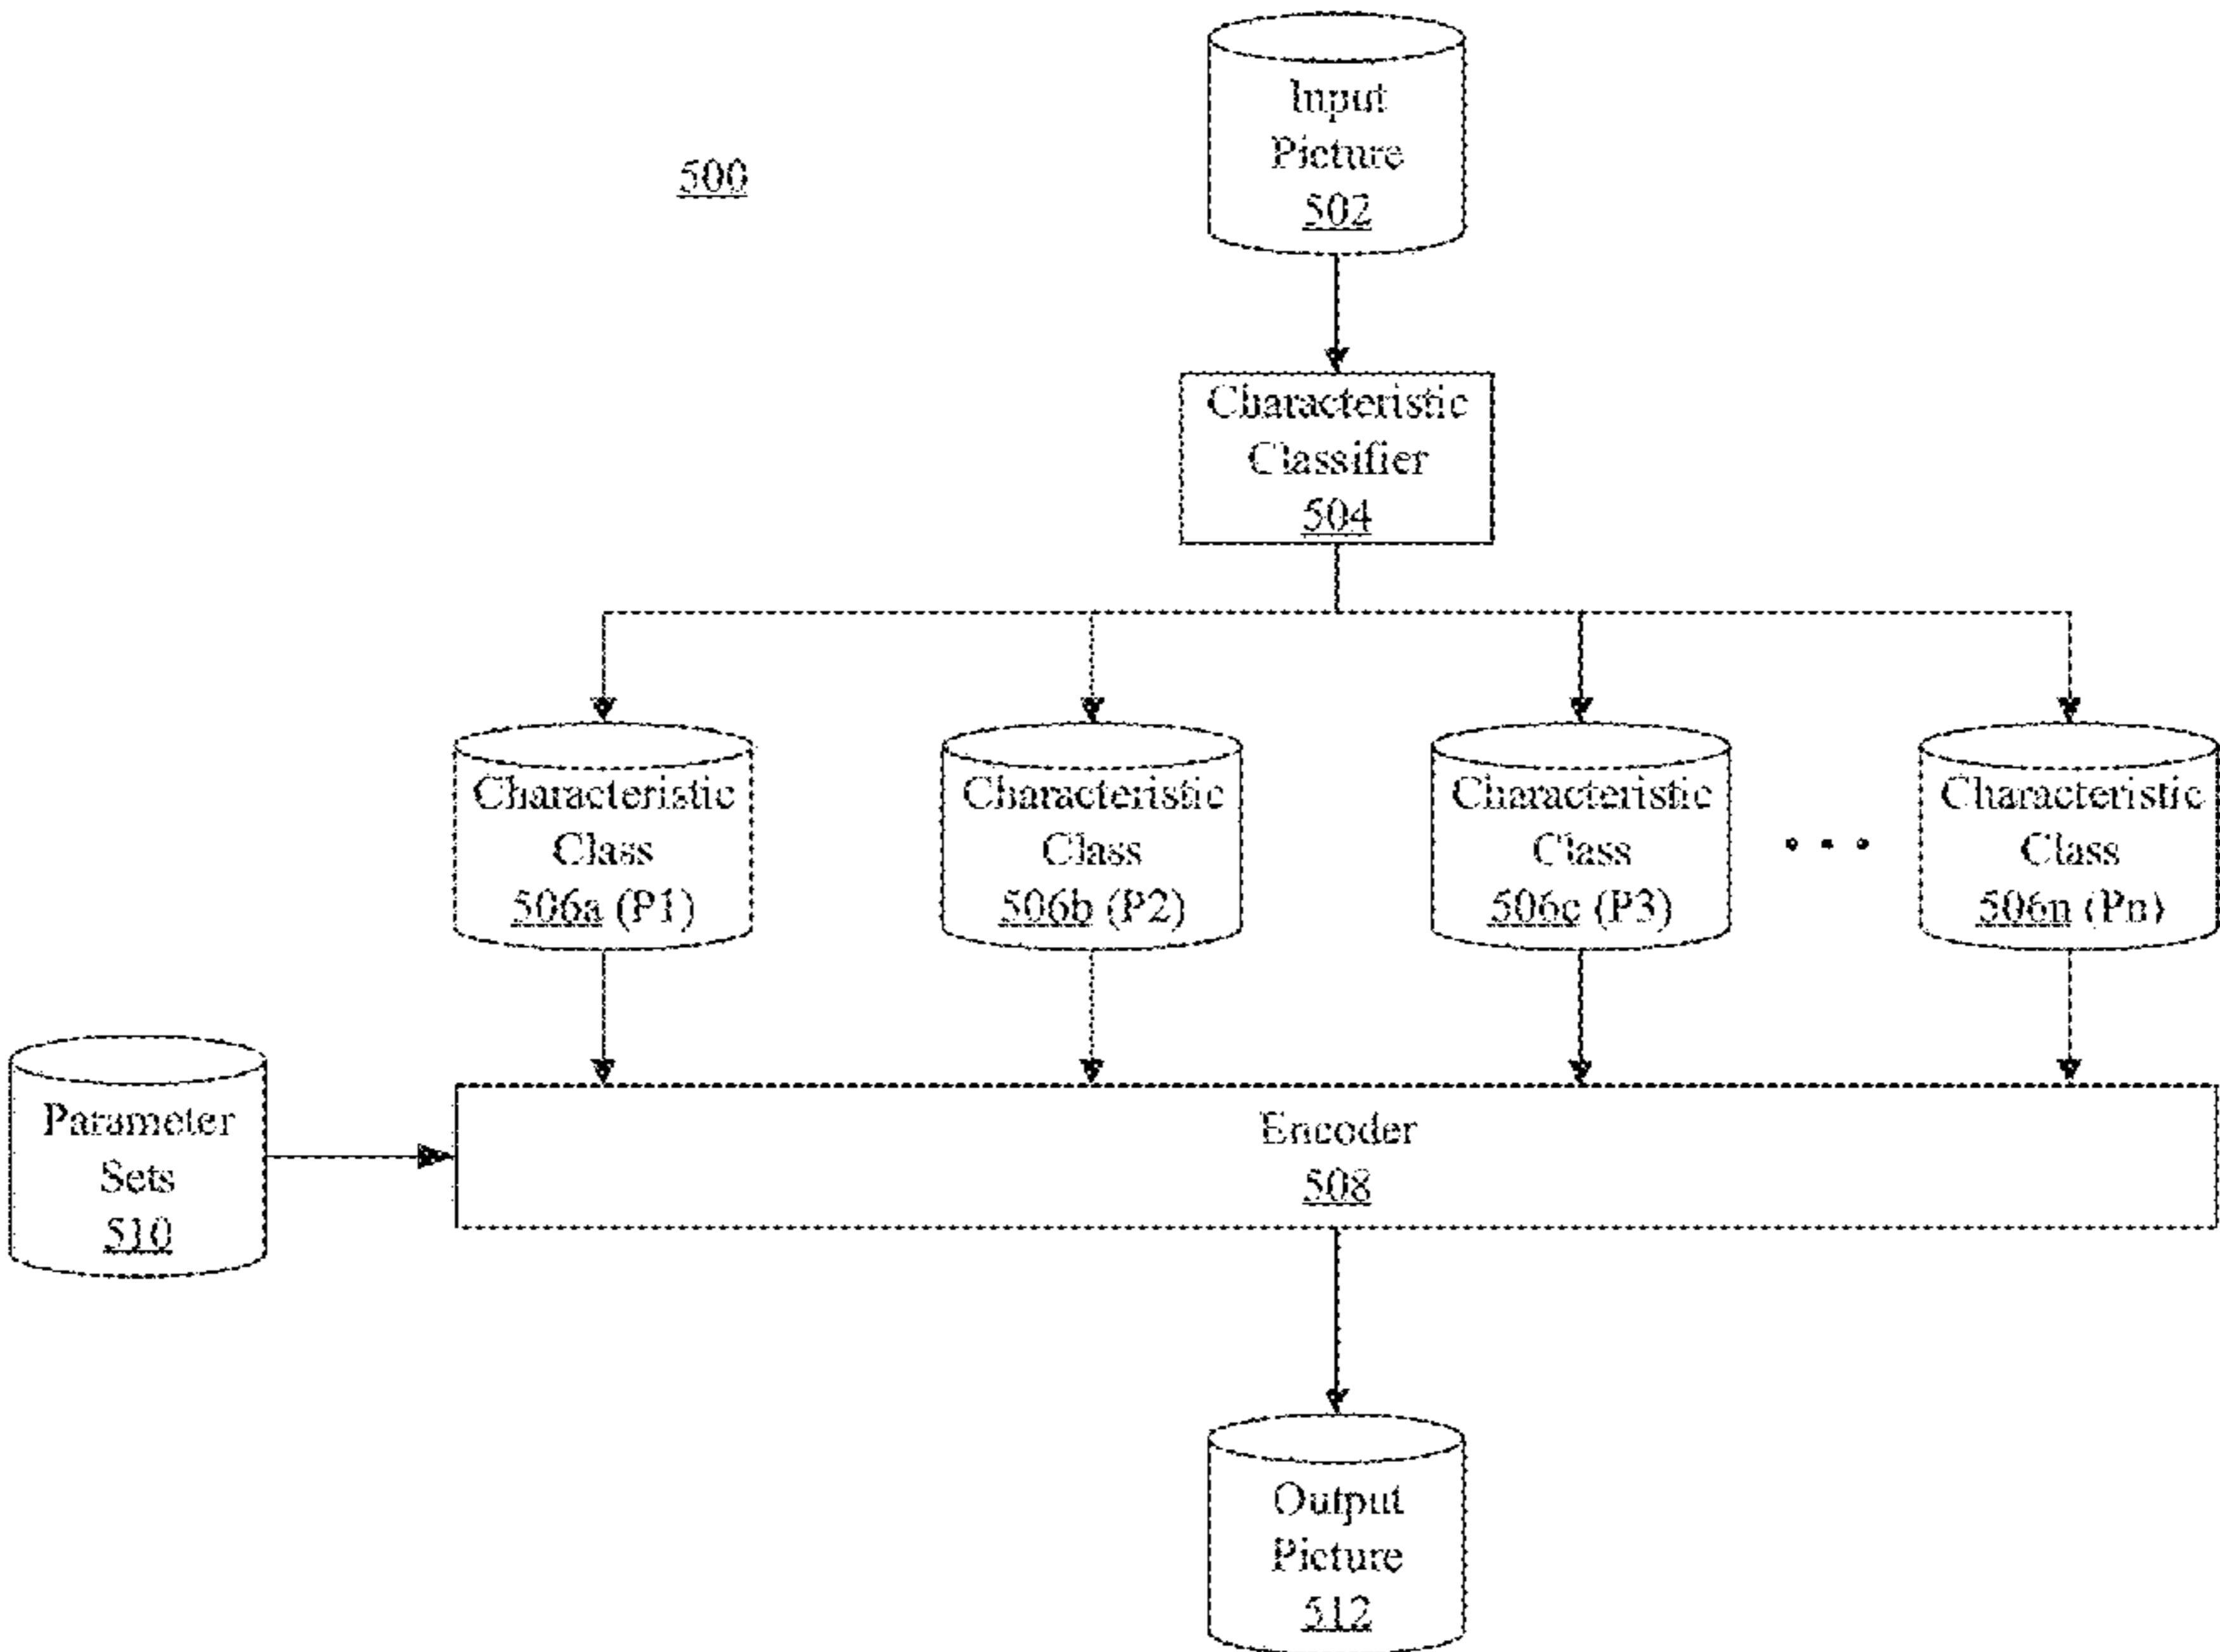 500
Input
Picture
502
Characteristic
Classifier
504
Characteristic
Class
506a (P1)
Characteristic
Class
506b (P2)
Characteristic
Class
506c (P3)
• • •
Characteristic
Class
506n (Pn)
Parameter
Sets
510
Encoder
508
Output
Picture
512